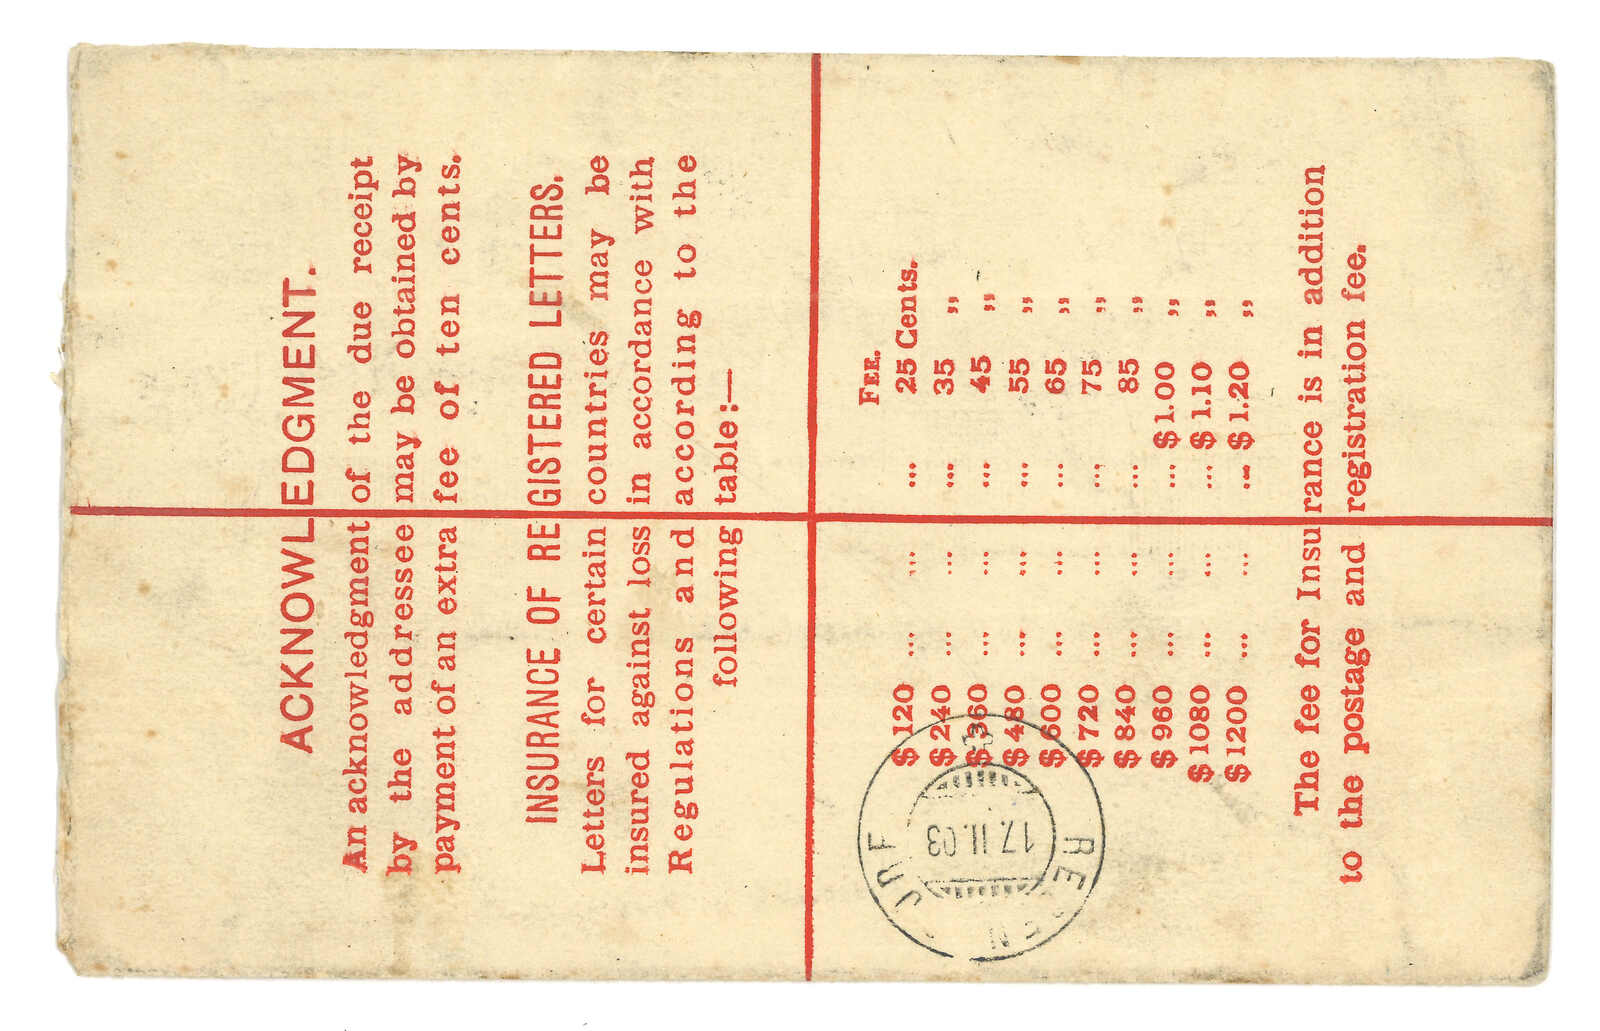 ACKNOWLEDGMENT.
An acknowledgment of the due receipt
by the addressee may be obtained by
payment of an extra fee of ten cents.
INSURANCE OF REGISTERED LETTERS.
Letters for certain countries may be
insured against loss in accordance with
Regulations and according to the
following table:—
FEE.
$120 ... ... ... 25 Cents.
$240 ... ... ... 35 ,,
$360 ... ... ... 45 ,,
$480 ... ... ... 55 ,,
$600 ... ... ... 65 ,,
$720 ... ... ... 75 ,,
$840 ... ... ... 85 ,,
$960 ... ... ... $1.00 ,,
$1080 ... ... ... $1.10 ,,
$1200 ... ... ... $1.20 ,,
The fee for Insurance is in addition
to the postage and registration fee.
17.II.03